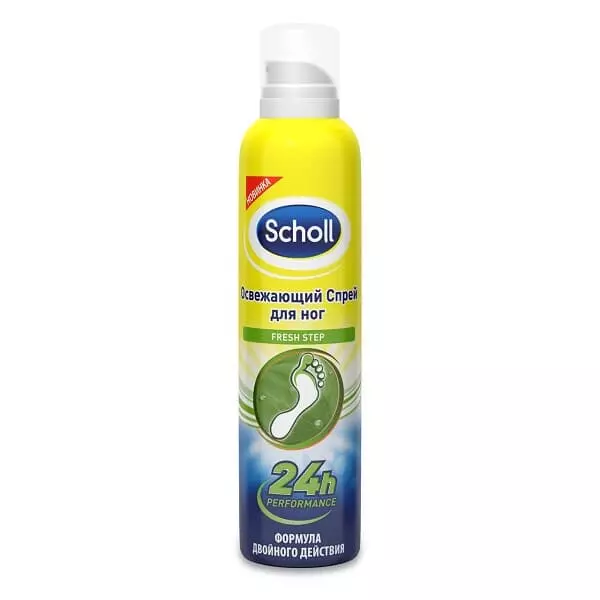 НОВИНКА
Scholl
Освежающий Спрей
для ног
FRESH STEP
24h
PERFORMANCE
ФОРМУЛА
ДВОЙНОГО ДЕЙСТВИЯ